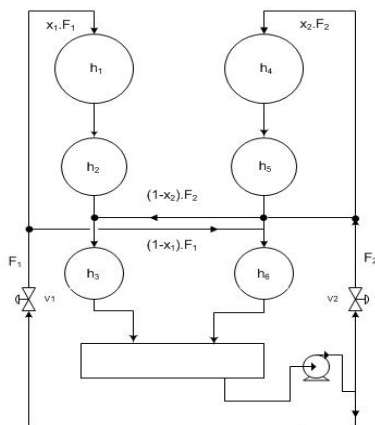 x₁.F₁
x₂.F₂
h₁
h₄
h₂
h₅
(1-x₂).F₂
(1-x₁).F₁
F₁
F₂
h₃
h₆
V1
V2